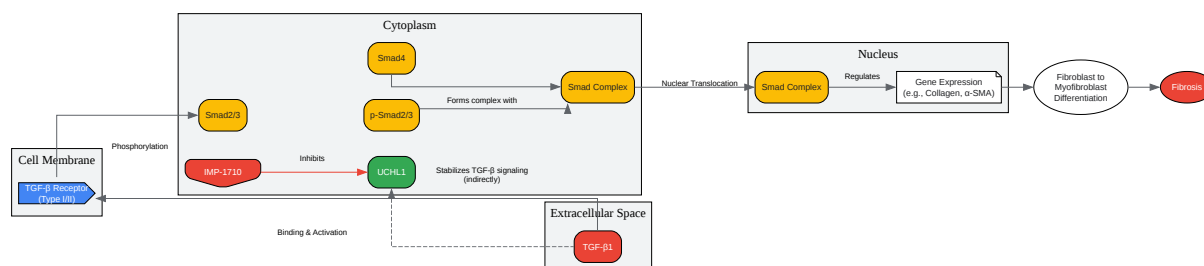 Cytoplasm
Smad4
Smad2/3
p-Smad2/3
Forms complex with
Smad Complex
Phosphorylation
IMP-1710
Inhibits
UCHL1
Stabilizes TGF-β signaling
(indirectly)
Cell Membrane
TGF-β Receptor
(Type I/II)
Binding & Activation
Extracellular Space
TGF-β1
Nuclear Translocation
Nucleus
Smad Complex
Regulates
Gene Expression
(e.g., Collagen, α-SMA)
Fibroblast to
Myofibroblast
Differentiation
Fibrosis